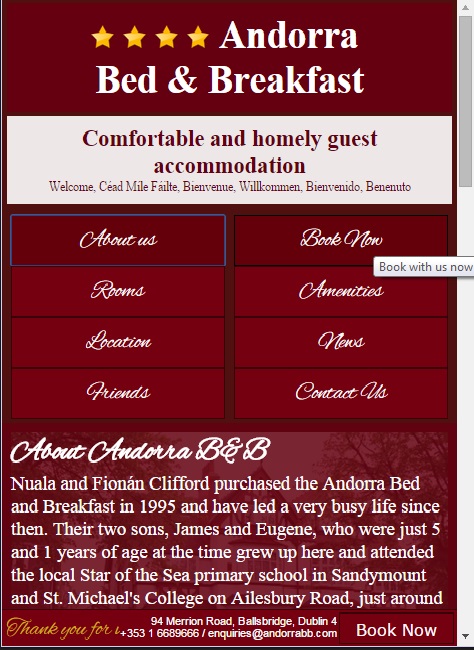 Andorra
Bed & Breakfast
Comfortable and homely guest
accommodation
Welcome, Céad Míle Fáilte, Bienvenue, Willkommen, Bienvenido, Benenuto
About us
Book Now
Book with us now
Rooms
Amenities
Location
News
Friends
Contact Us
About Andorra B&B
Nuala and Fionán Clifford purchased the Andorra Bed
and Breakfast in 1995 and have led a very busy life since
then. Their two sons, James and Eugene, who were just 5
and 1 years of age at the time grew up here and attended
the local Star of the Sea primary school in Sandymount
and St. Michael's College on Ailesbury Road, just around
Thank you for
94 Merrion Road, Ballsbridge, Dublin 4
+353 1 6689666 / enquiries@andorrabb.com
Book Now